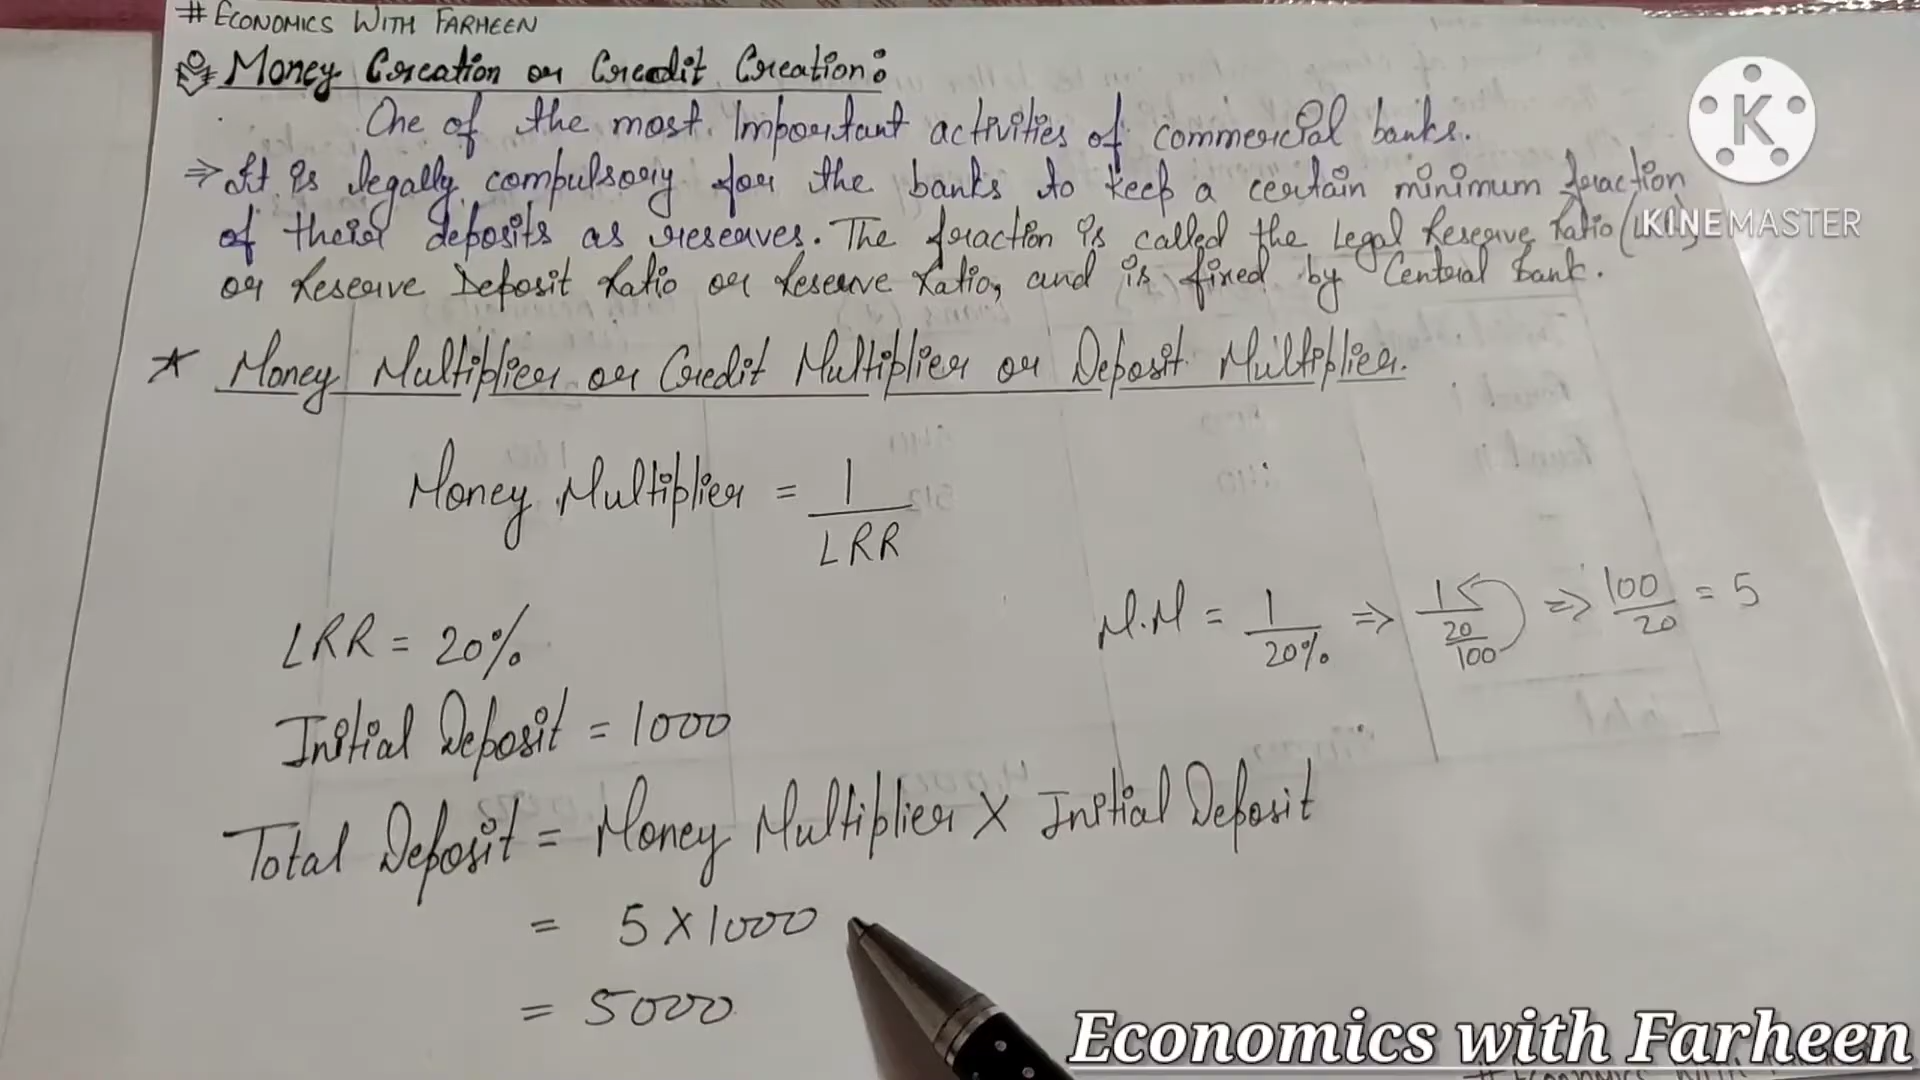 # ECONOMICS WITH FARHEEN
Money Creation or Credit Creation:
One of the most Important activities of commercial banks.
⇒ It is legally compulsory for the banks to keep a certain minimum fraction
of their deposits as reserves. The fraction is called the Legal Reserve Ratio
or Reserve Deposit Ratio or Reserve Ratio, and is fixed by Central Bank.
K
KINEMASTER
* Money Multiplier or Credit Multiplier or Deposit Multiplier.
Money Multiplier = 1/LRR
M.M = 1/20% ⇒ 1/(20/100) ⇒ 100/20 = 5
LRR = 20%
Initial Deposit = 1000
Total Deposit = Money Multiplier X Initial Deposit
= 5 X 1000
= 5000
Economics with Farheen